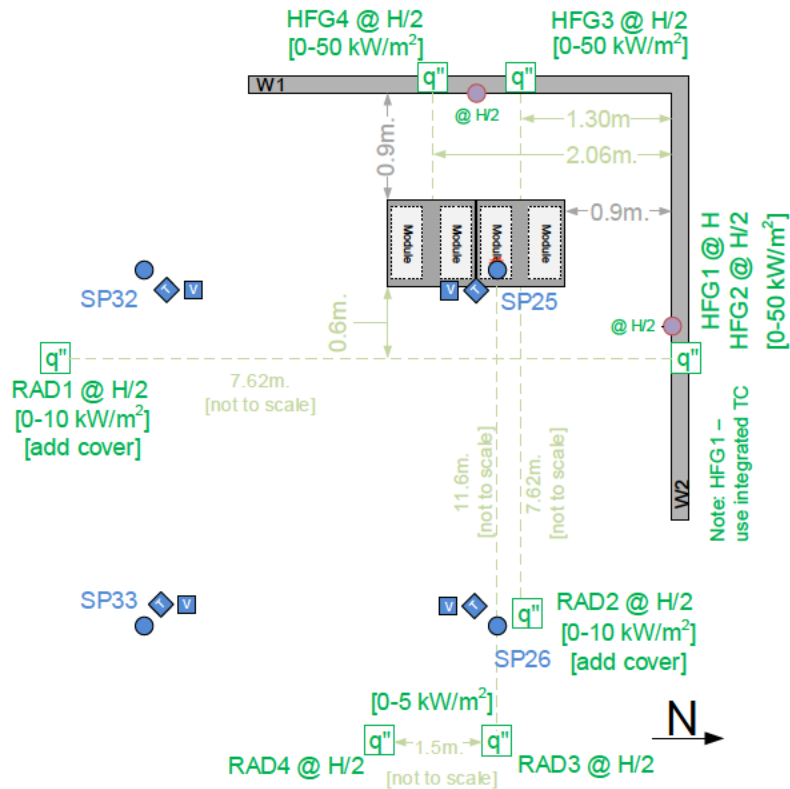 HFG4 @ H/2
[0-50 kW/m²]
HFG3 @ H/2
[0-50 kW/m²]
q"
q"
W1
@ H/2
1.30m
2.06m.
0.9m.
0.9m.
Module
Module
Module
Module
HFG1 @ H
HFG2 @ H/2
[0-50 kW/m²]
SP32
T
V
V
T
SP25
@ H/2
0.6m.
q"
q"
RAD1 @ H/2
[0-10 kW/m²]
[add cover]
7.62m.
[not to scale]
11.6m.
[not to scale]
7.62m.
[not to scale]
W2
Note: HFG1 –
use integrated TC
SP33
T
V
V
T
q"
RAD2 @ H/2
[0-10 kW/m²]
[add cover]
SP26
[0-5 kW/m²]
N
q"
1.5m.
q"
RAD4 @ H/2
RAD3 @ H/2
[not to scale]